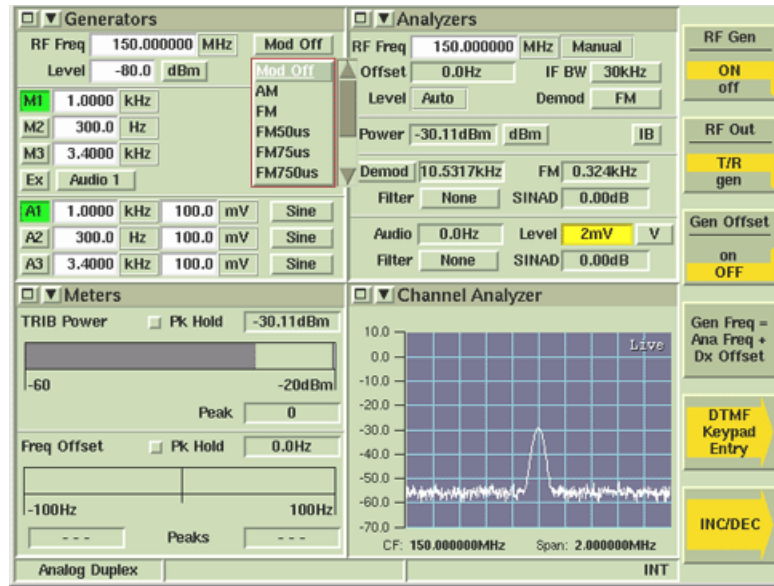 Generators
RF Freq 150.000000 MHz Mod Off
Level -80.0 dBm
Mod Off
AM
FM
FM50us
FM75us
FM750us
M1 1.0000 kHz
M2 300.0 Hz
M3 3.4000 kHz
Ex Audio 1
A1 1.0000 kHz 100.0 mV Sine
A2 300.0 Hz 100.0 mV Sine
A3 3.4000 kHz 100.0 mV Sine
Analyzers
RF Freq 150.000000 MHz Manual
Offset 0.0Hz IF BW 30kHz
Level Auto Demod FM
Power -30.11dBm dBm IB
Demod 10.5317kHz FM 0.324kHz
Filter None SINAD 0.00dB
Audio 0.0Hz Level 2mV V
Filter None SINAD 0.00dB
Meters
TRIB Power Pk Hold -30.11dBm
-60 -20dBm
Peak 0
Freq Offset Pk Hold 0.0Hz
-100Hz 100Hz
--- Peaks ---
Channel Analyzer
Live
10.0
0.0
-10.0
-20.0
-30.0
-40.0
-50.0
-60.0
-70.0
CF: 150.000000MHz Span: 2.000000MHz
RF Gen
ON
off
RF Out
T/R
gen
Gen Offset
on
OFF
Gen Freq =
Ana Freq +
Dx Offset
DTMF
Keypad
Entry
INC/DEC
Analog Duplex INT